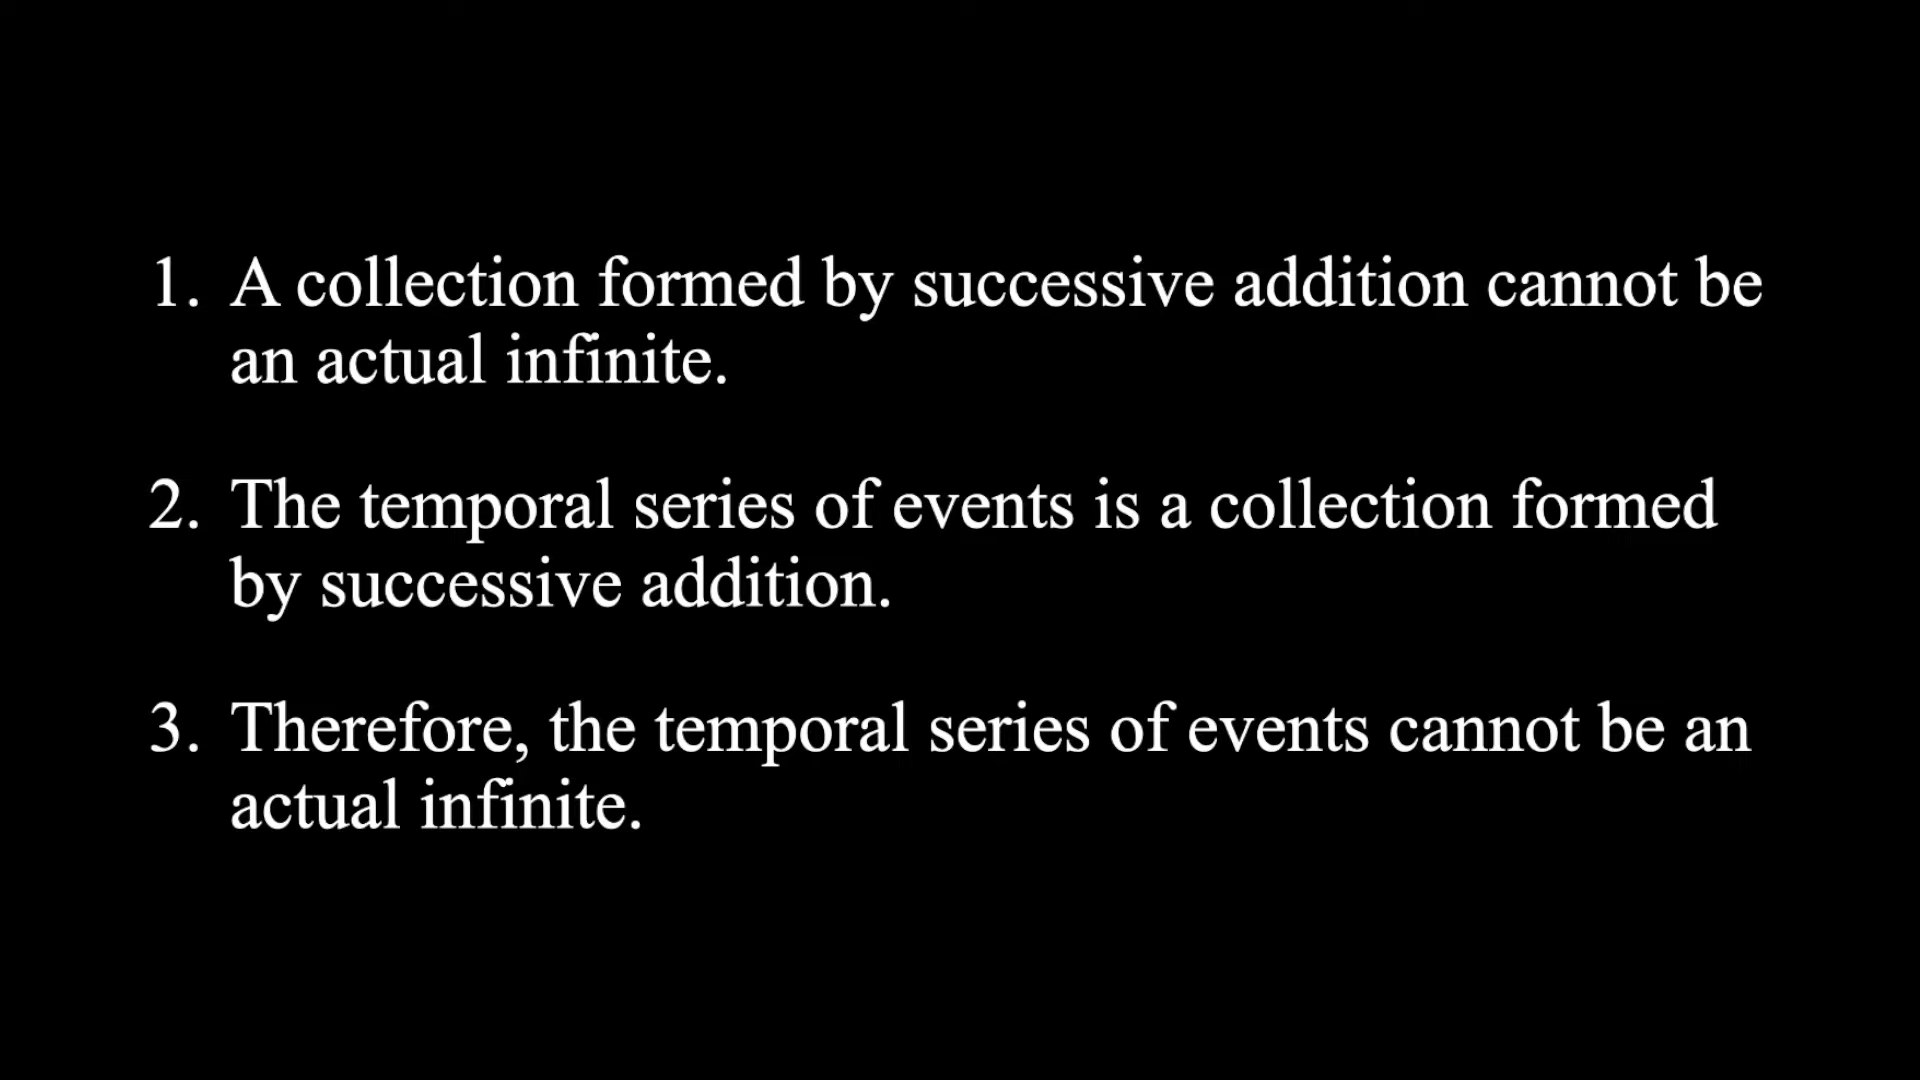 1. A collection formed by successive addition cannot be
an actual infinite.
2. The temporal series of events is a collection formed
by successive addition.
3. Therefore, the temporal series of events cannot be an
actual infinite.